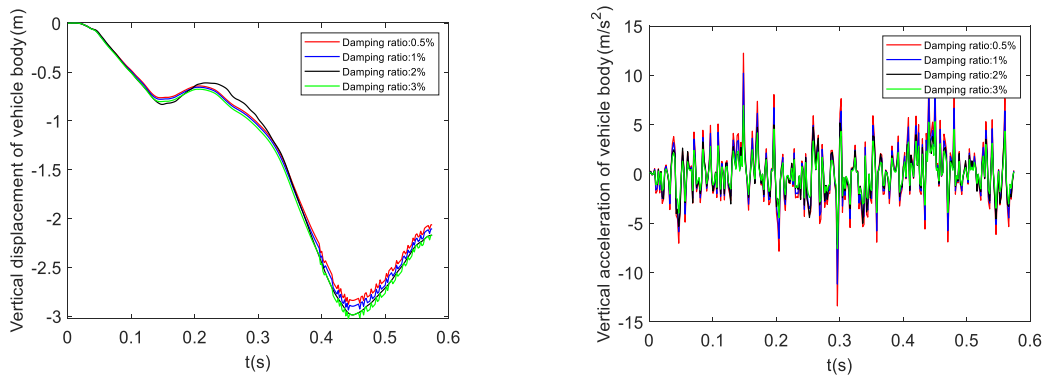 Vertical displacement of vehicle body (m)
0
-0.5
-1
-1.5
-2
-2.5
-3
0 0.1 0.2 0.3 0.4 0.5 0.6
t(s)
Damping ratio:0.5%
Damping ratio:1%
Damping ratio:2%
Damping ratio:3%
Vertical acceleration of vehicle body (m/s²)
15
10
5
0
-5
-10
-15
0 0.1 0.2 0.3 0.4 0.5 0.6
t(s)
Damping ratio:0.5%
Damping ratio:1%
Damping ratio:2%
Damping ratio:3%